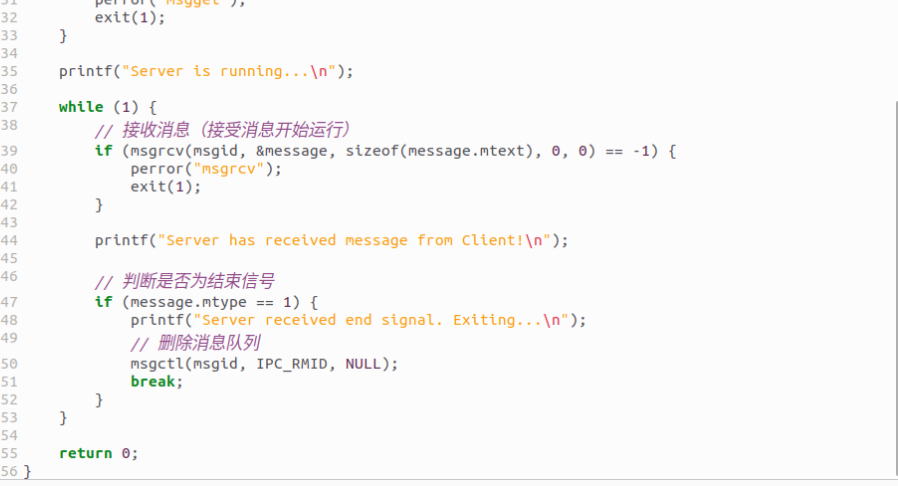 31        perror("msgget");
32        exit(1);
33    }
34
35    printf("Server is running...\n");
36
37    while (1) {
38        // 接收消息（接受消息开始运行）
39        if (msgrcv(msgid, &message, sizeof(message.mtext), 0, 0) == -1) {
40            perror("msgrcv");
41            exit(1);
42        }
43
44        printf("Server has received message from Client!\n");
45
46        // 判断是否为结束信号
47        if (message.mtype == 1) {
48            printf("Server received end signal. Exiting...\n");
49            // 删除消息队列
50            msgctl(msgid, IPC_RMID, NULL);
51            break;
52        }
53    }
54
55    return 0;
56 }